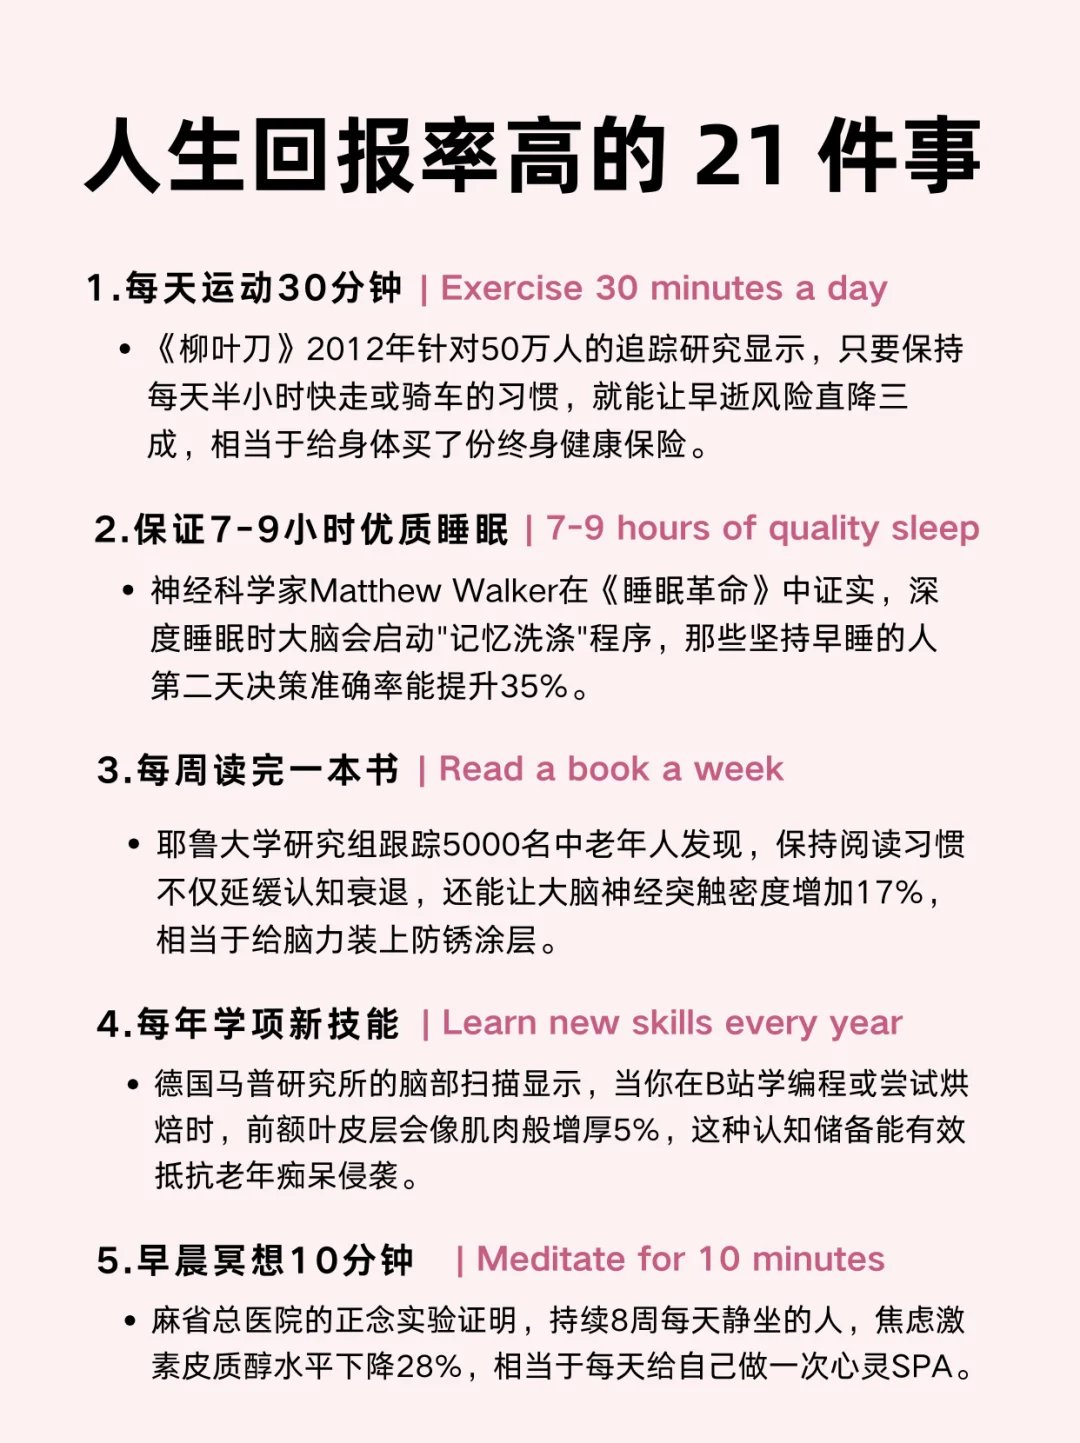 人生回报率高的 21 件事
1.每天运动30分钟 | Exercise 30 minutes a day
• 《柳叶刀》2012年针对50万人的追踪研究显示，只要保持
每天半小时快走或骑车的习惯，就能让早逝风险直降三
成，相当于给身体买了份终身健康保险。
2.保证7-9小时优质睡眠 | 7-9 hours of quality sleep
• 神经科学家Matthew Walker在《睡眠革命》中证实，深
度睡眠时大脑会启动"记忆洗涤"程序，那些坚持早睡的人
第二天决策准确率能提升35%。
3.每周读完一本书 | Read a book a week
• 耶鲁大学研究组跟踪5000名中老年人发现，保持阅读习惯
不仅延缓认知衰退，还能让大脑神经突触密度增加17%，
相当于给脑力装上防锈涂层。
4.每年学项新技能 | Learn new skills every year
• 德国马普研究所的脑部扫描显示，当你在B站学编程或尝试烘
焙时，前额叶皮层会像肌肉般增厚5%，这种认知储备能有效
抵抗老年痴呆侵袭。
5.早晨冥想10分钟 | Meditate for 10 minutes
• 麻省总医院的正念实验证明，持续8周每天静坐的人，焦虑激
素皮质醇水平下降28%，相当于每天给自己做一次心灵SPA。